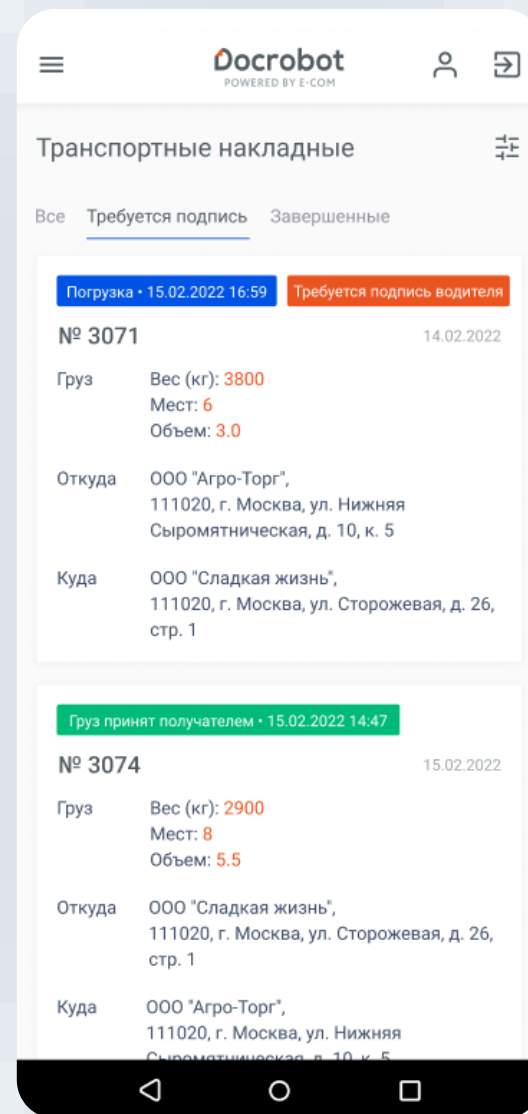 Docrobot
POWERED BY E-COM
Транспортные накладные
Все Требуется подпись Завершенные
Погрузка • 15.02.2022 16:59 Требуется подпись водителя
№ 3071 14.02.2022
Груз Вес (кг): 3800
Мест: 6
Объем: 3.0
Откуда ООО "Агро-Торг",
111020, г. Москва, ул. Нижняя
Сыромятническая, д. 10, к. 5
Куда ООО "Сладкая жизнь",
111020, г. Москва, ул. Сторожевая, д. 26,
стр. 1
Груз принят получателем • 15.02.2022 14:47
№ 3074 15.02.2022
Груз Вес (кг): 2900
Мест: 8
Объем: 5.5
Откуда ООО "Сладкая жизнь",
111020, г. Москва, ул. Сторожевая, д. 26,
стр. 1
Куда ООО "Агро-Торг",
111020, г. Москва, ул. Нижняя
Сыромятническая, д. 10, к. 5